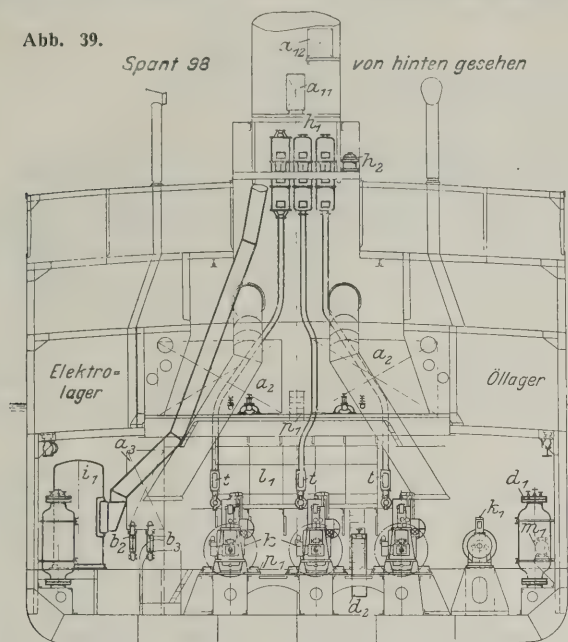 Abb. 39.
Spant 98
von hinten gesehen
a₁₂
a₁₁
h₁
h₂
a₂
a₂
Elektro-
lager
Öllager
n₁
a₃
i₁
t
l₁
t
t
d₁
k₁
m₁
b₂
b₃
k
n₁
d₂